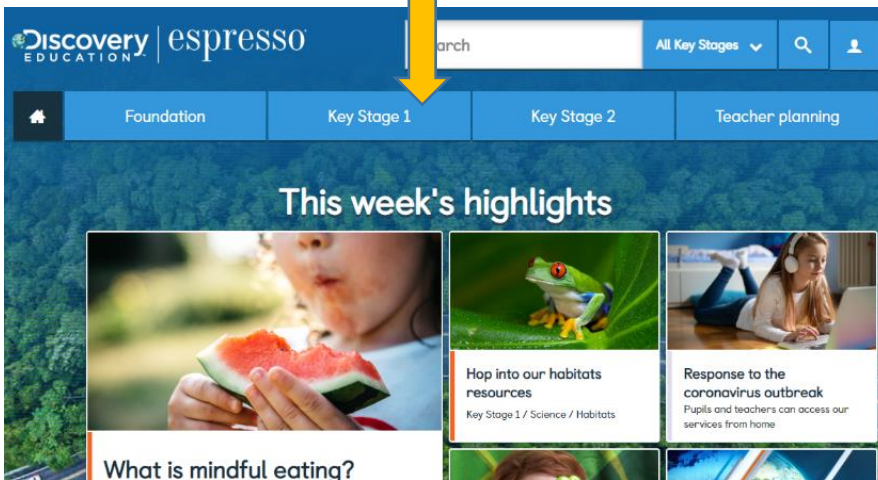 Discovery EDUCATION espresso
arch
All Key Stages
Foundation
Key Stage 1
Key Stage 2
Teacher planning
This week's highlights
Hop into our habitats
resources
Key Stage 1 / Science / Habitats
Response to the
coronavirus outbreak
Pupils and teachers can access our
services from home
What is mindful eating?